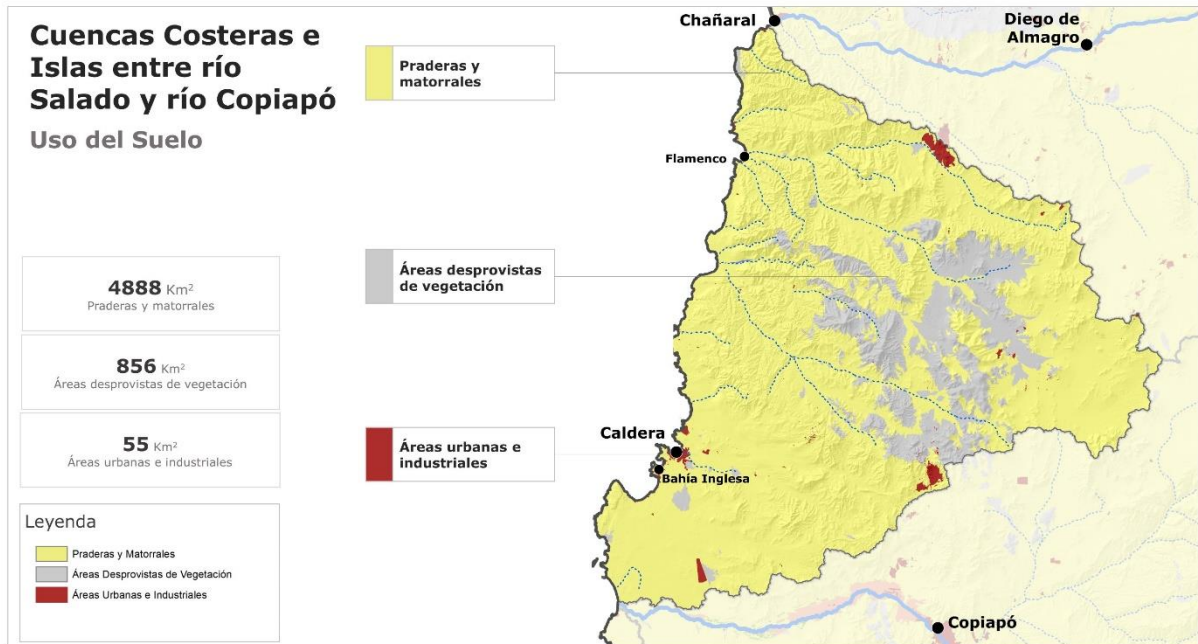 Cuencas Costeras e
Islas entre río
Salado y río Copiapó
Uso del Suelo
4888 Km²
Praderas y matorrales
856 Km²
Áreas desprovistas de vegetación
55 Km²
Áreas urbanas e industriales
Leyenda
Praderas y Matorrales
Áreas Desprovistas de Vegetación
Áreas Urbanas e Industriales
Praderas y
matorrales
Áreas desprovistas
de vegetación
Áreas urbanas e
industriales
Chañaral
Diego de
Almagro
Flamenco
Caldera
Bahía Inglesa
Copiapó